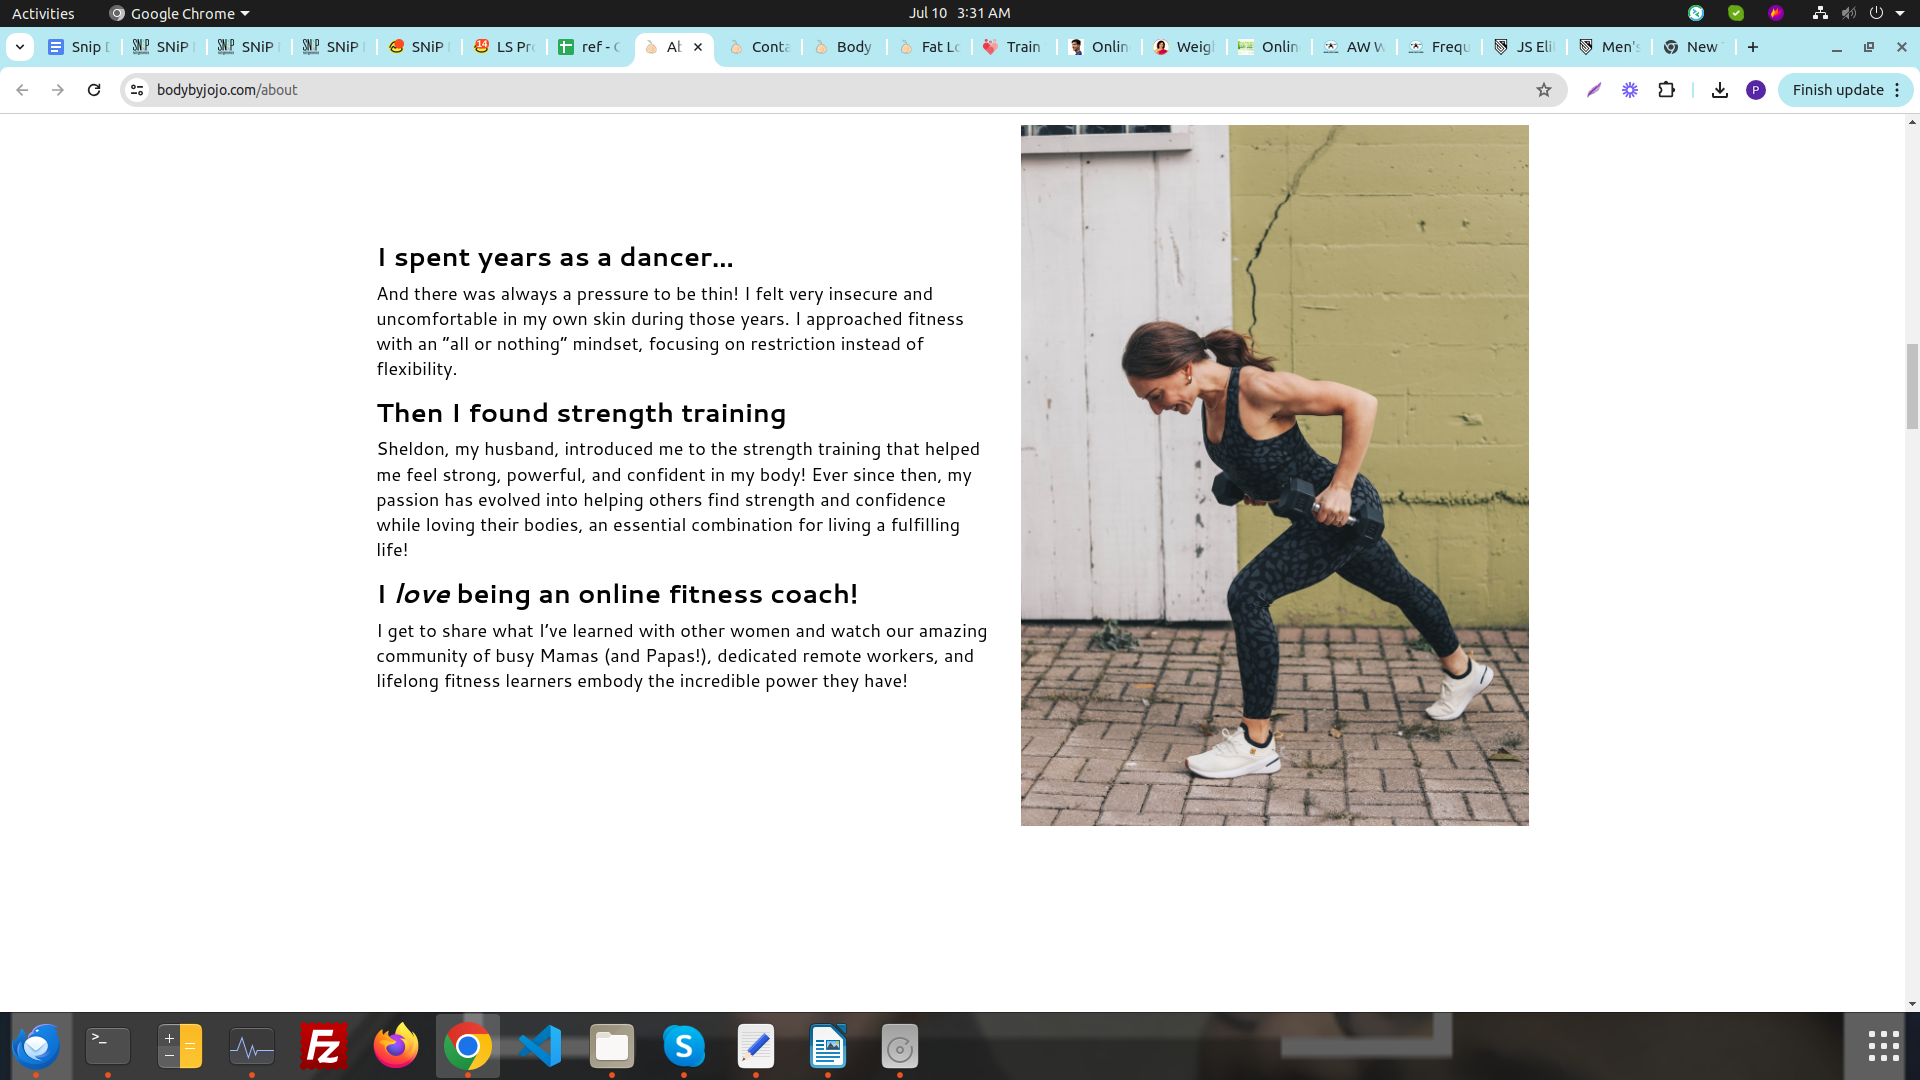 Activities
Google Chrome
Jul 10 3:31 AM
Snip D
SNiP
SNiP
SNiP
SNiP
LS Pro
ref - C
Ab
Conta
Body
Fat Lo
Train
Onlin
Weigh
Onlin
AW W
Frequ
JS Eli
Men's
New
bodybyjojo.com/about
P
Finish update
I spent years as a dancer...
And there was always a pressure to be thin! I felt very insecure and
uncomfortable in my own skin during those years. I approached fitness
with an "all or nothing" mindset, focusing on restriction instead of
flexibility.
Then I found strength training
Sheldon, my husband, introduced me to the strength training that helped
me feel strong, powerful, and confident in my body! Ever since then, my
passion has evolved into helping others find strength and confidence
while loving their bodies, an essential combination for living a fulfilling
life!
I love being an online fitness coach!
I get to share what I've learned with other women and watch our amazing
community of busy Mamas (and Papas!), dedicated remote workers, and
lifelong fitness learners embody the incredible power they have!